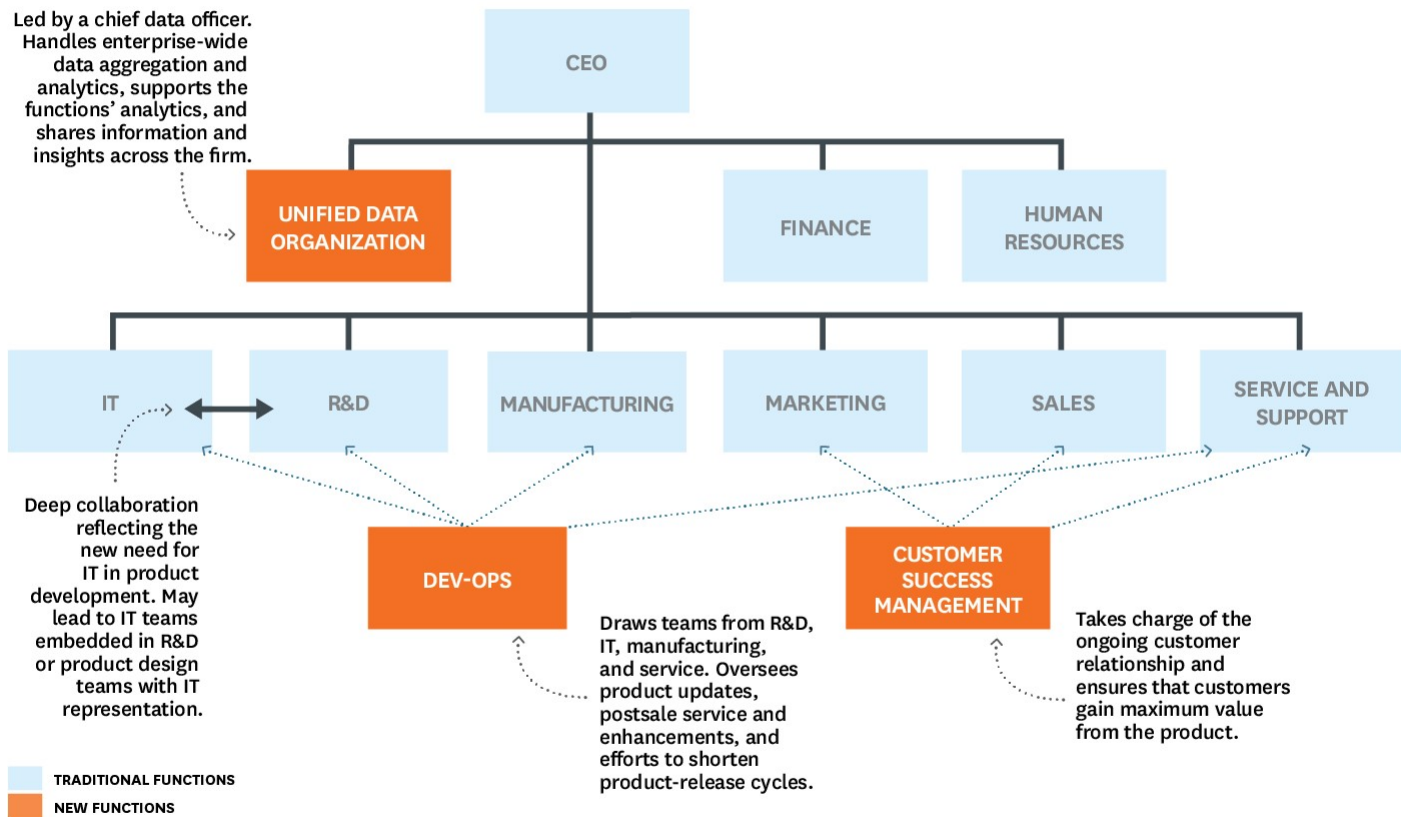 Led by a chief data officer.
Handles enterprise-wide
data aggregation and
analytics, supports the
functions’ analytics, and
shares information and
insights across the firm.
CEO
UNIFIED DATA
ORGANIZATION
FINANCE
HUMAN
RESOURCES
IT
R&D
MANUFACTURING
MARKETING
SALES
SERVICE AND
SUPPORT
Deep collaboration
reflecting the
new need for
IT in product
development. May
lead to IT teams
embedded in R&D
or product design
teams with IT
representation.
DEV-OPS
Draws teams from R&D,
IT, manufacturing,
and service. Oversees
product updates,
postsale service and
enhancements, and
efforts to shorten
product-release cycles.
CUSTOMER
SUCCESS
MANAGEMENT
Takes charge of the
ongoing customer
relationship and
ensures that customers
gain maximum value
from the product.
TRADITIONAL FUNCTIONS
NEW FUNCTIONS